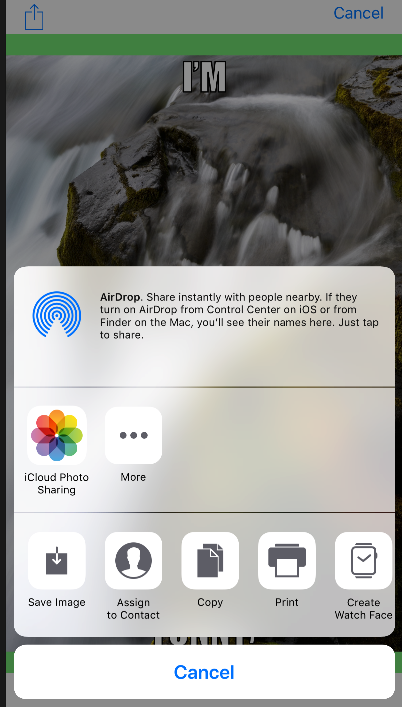 Cancel
I'M
AirDrop. Share instantly with people nearby. If they
turn on AirDrop from Control Center on iOS or from
Finder on the Mac, you'll see their names here. Just tap
to share.
iCloud Photo
Sharing
More
Save Image
Assign
to Contact
Copy
Print
Create
Watch Face
Cancel